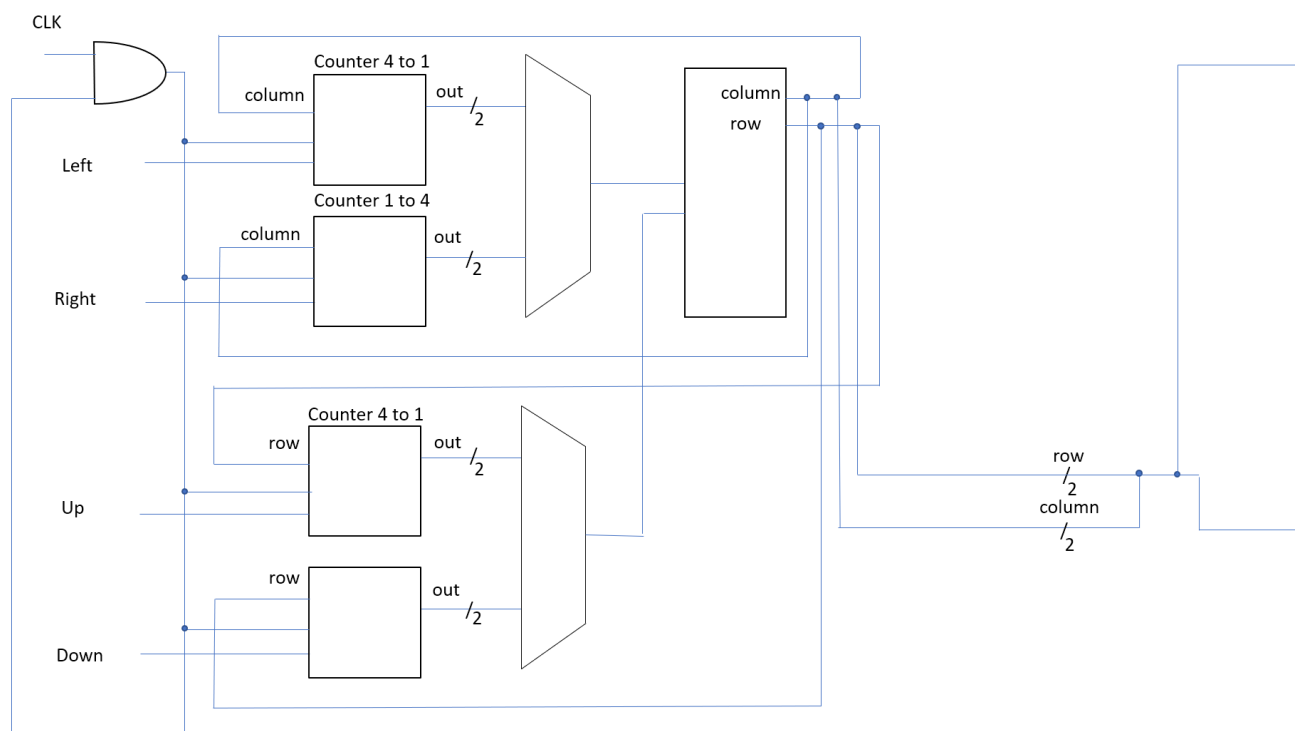 CLK
Counter 4 to 1
column
out
2
Left
Counter 1 to 4
column
out
2
Right
column
row
Counter 4 to 1
row
out
2
Up
row
out
2
Down
row
2
column
2